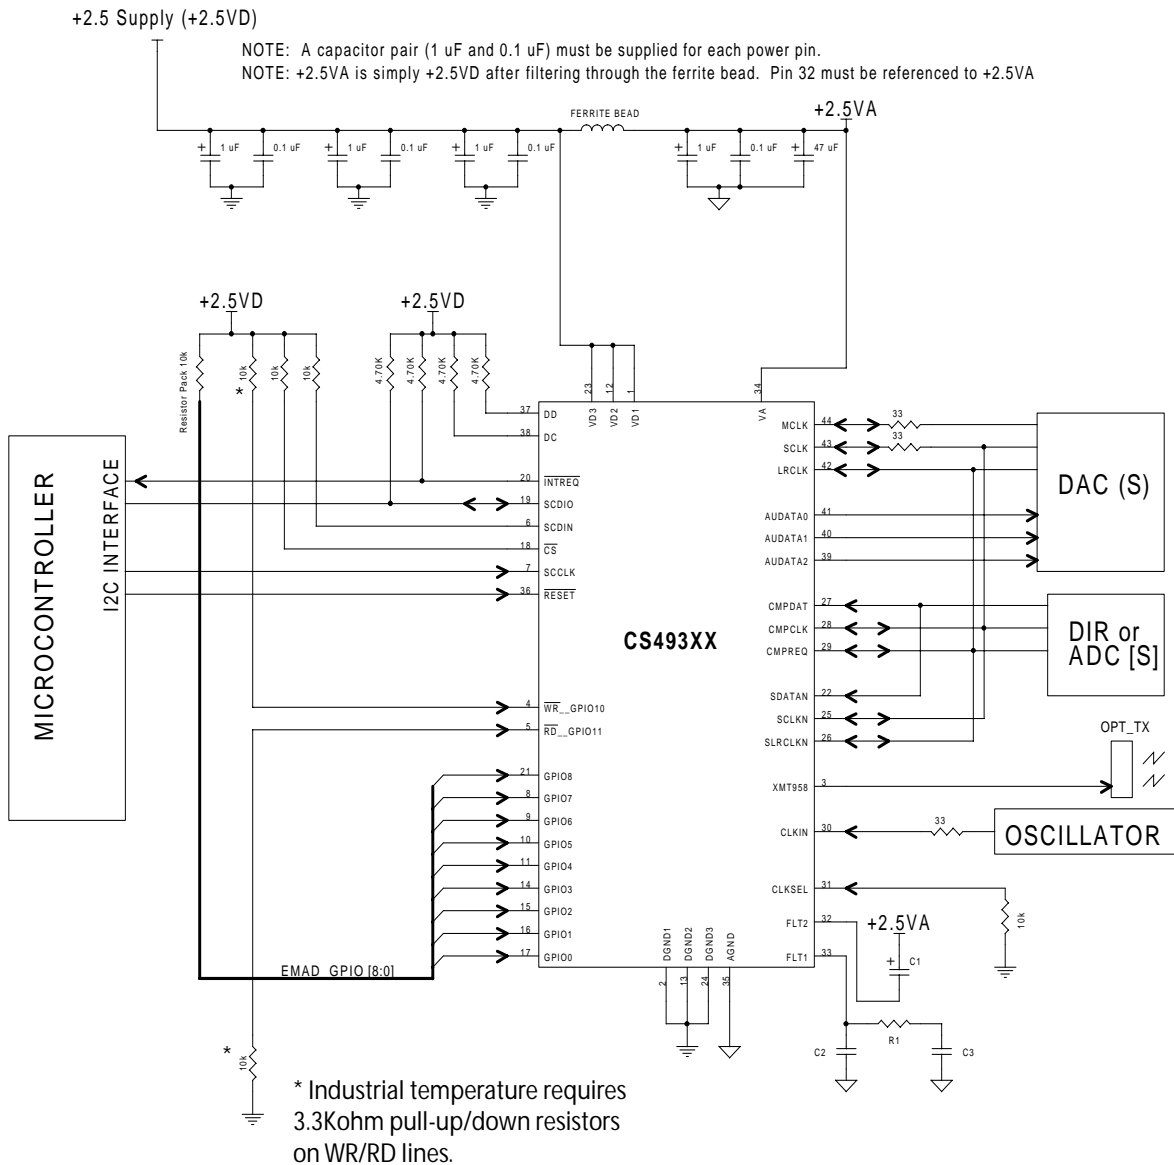 +2.5 Supply (+2.5VD)
NOTE: A capacitor pair (1 uF and 0.1 uF) must be supplied for each power pin.
NOTE: +2.5VA is simply +2.5VD after filtering through the ferrite bead. Pin 32 must be referenced to +2.5VA
FERRITE BEAD
+2.5VA
+ 1 uF
0.1 uF
+ 1 uF
0.1 uF
+ 1 uF
0.1 uF
+ 1 uF
0.1 uF
+ 47 uF
+2.5VD
+2.5VD
Resistor Pack 10k
10k
*
10k
10k
4.70K
4.70K
4.70K
4.70K
23
12
1
34
VD3
VD2
VD1
VA
37 DD
38 DC
20 INTREQ
19 SCDIO
6 SCDIN
18 CS
7 SCCLK
36 RESET
4 WR__GPIO10
5 RD__GPIO11
21 GPIO8
8 GPIO7
9 GPIO6
10 GPIO5
11 GPIO4
14 GPIO3
15 GPIO2
16 GPIO1
17 GPIO0
MICROCONTROLLER
I2C INTERFACE
CS493XX
MCLK 44
33
SCLK 43
33
LRCLK 42
AUDATA0 41
AUDATA1 40
AUDATA2 39
DAC (S)
CMPDAT 27
CMPCLK 28
CMPREQ 29
DIR or
ADC [S]
SDATAN 22
SCLKN 25
SLRCLKN 26
OPT_TX
XMT958 3
CLKIN 30
33
OSCILLATOR
CLKSEL 31
10k
FLT2 32
+2.5VA
FLT1 33
+ C1
EMAD_GPIO [8:0]
DGND1
DGND2
DGND3
AGND
2
13
24
35
C2
R1
C3
*
10k
* Industrial temperature requires
3.3Kohm pull-up/down resistors
on WR/RD lines.